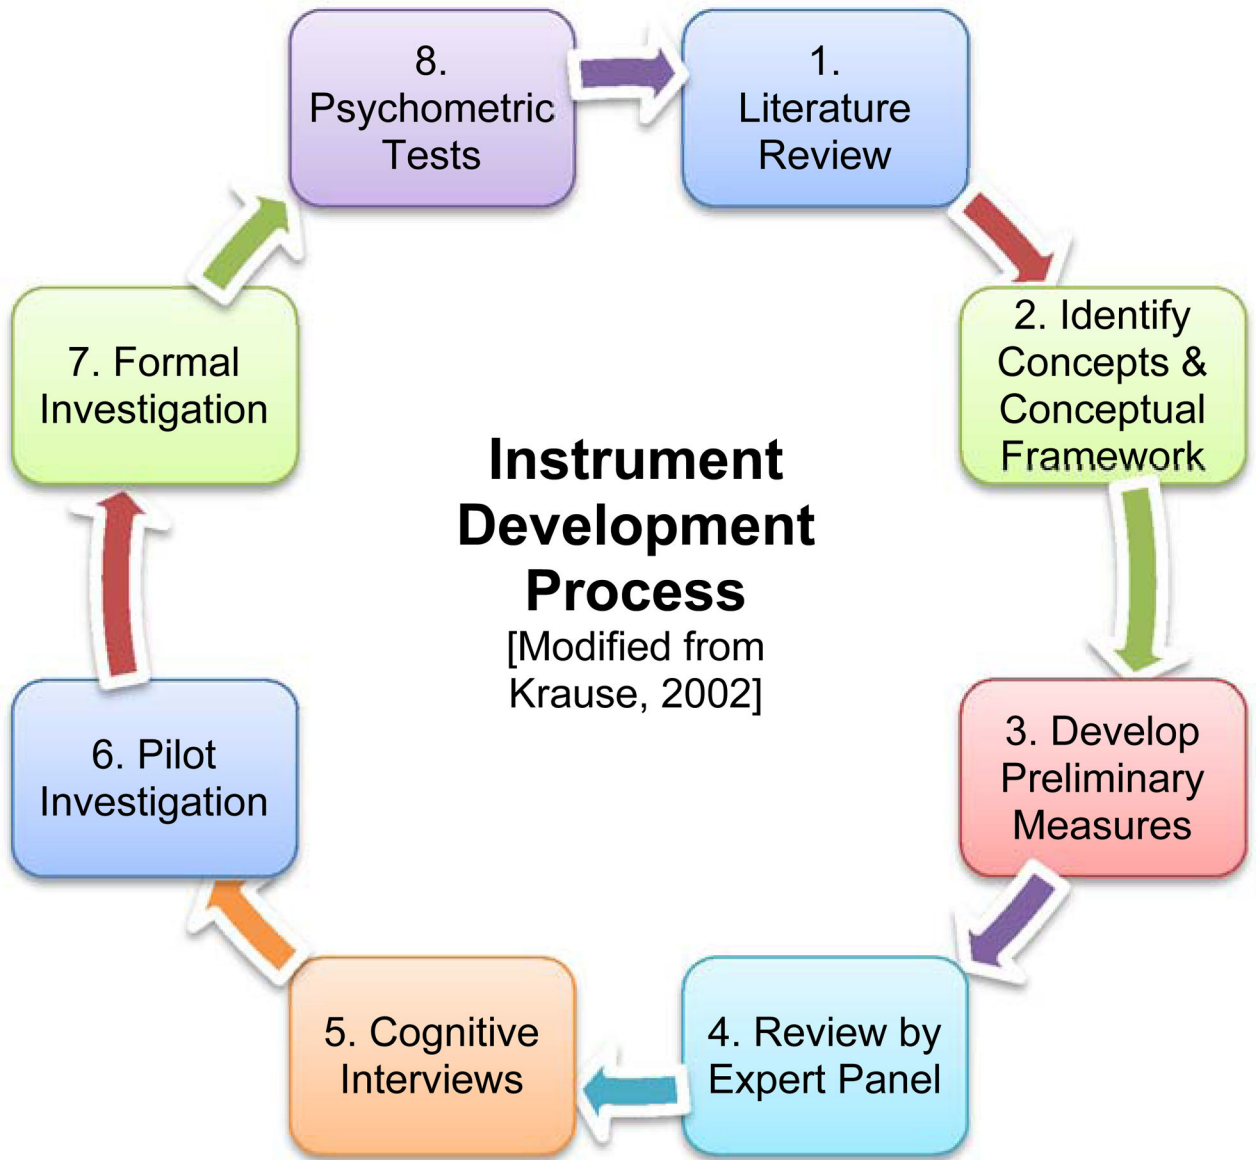 8.
Psychometric
Tests
1.
Literature
Review
2. Identify
Concepts &
Conceptual
Framework
3. Develop
Preliminary
Measures
4. Review by
Expert Panel
5. Cognitive
Interviews
6. Pilot
Investigation
7. Formal
Investigation
Instrument
Development
Process
[Modified from
Krause, 2002]